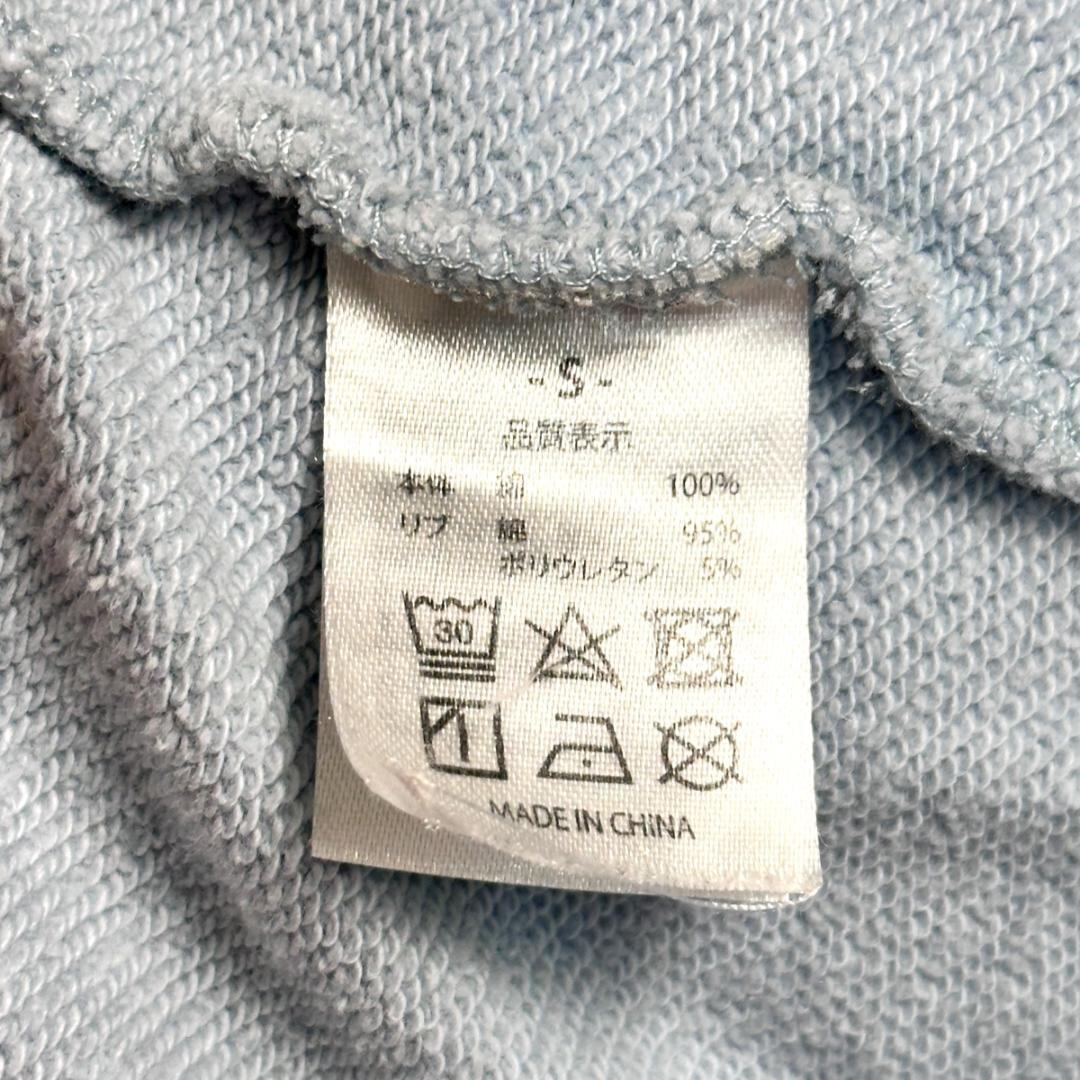 -S-
品質表示
本体 綿 100%
リブ 綿 95%
ポリウレタン 5%
30
MADE IN CHINA